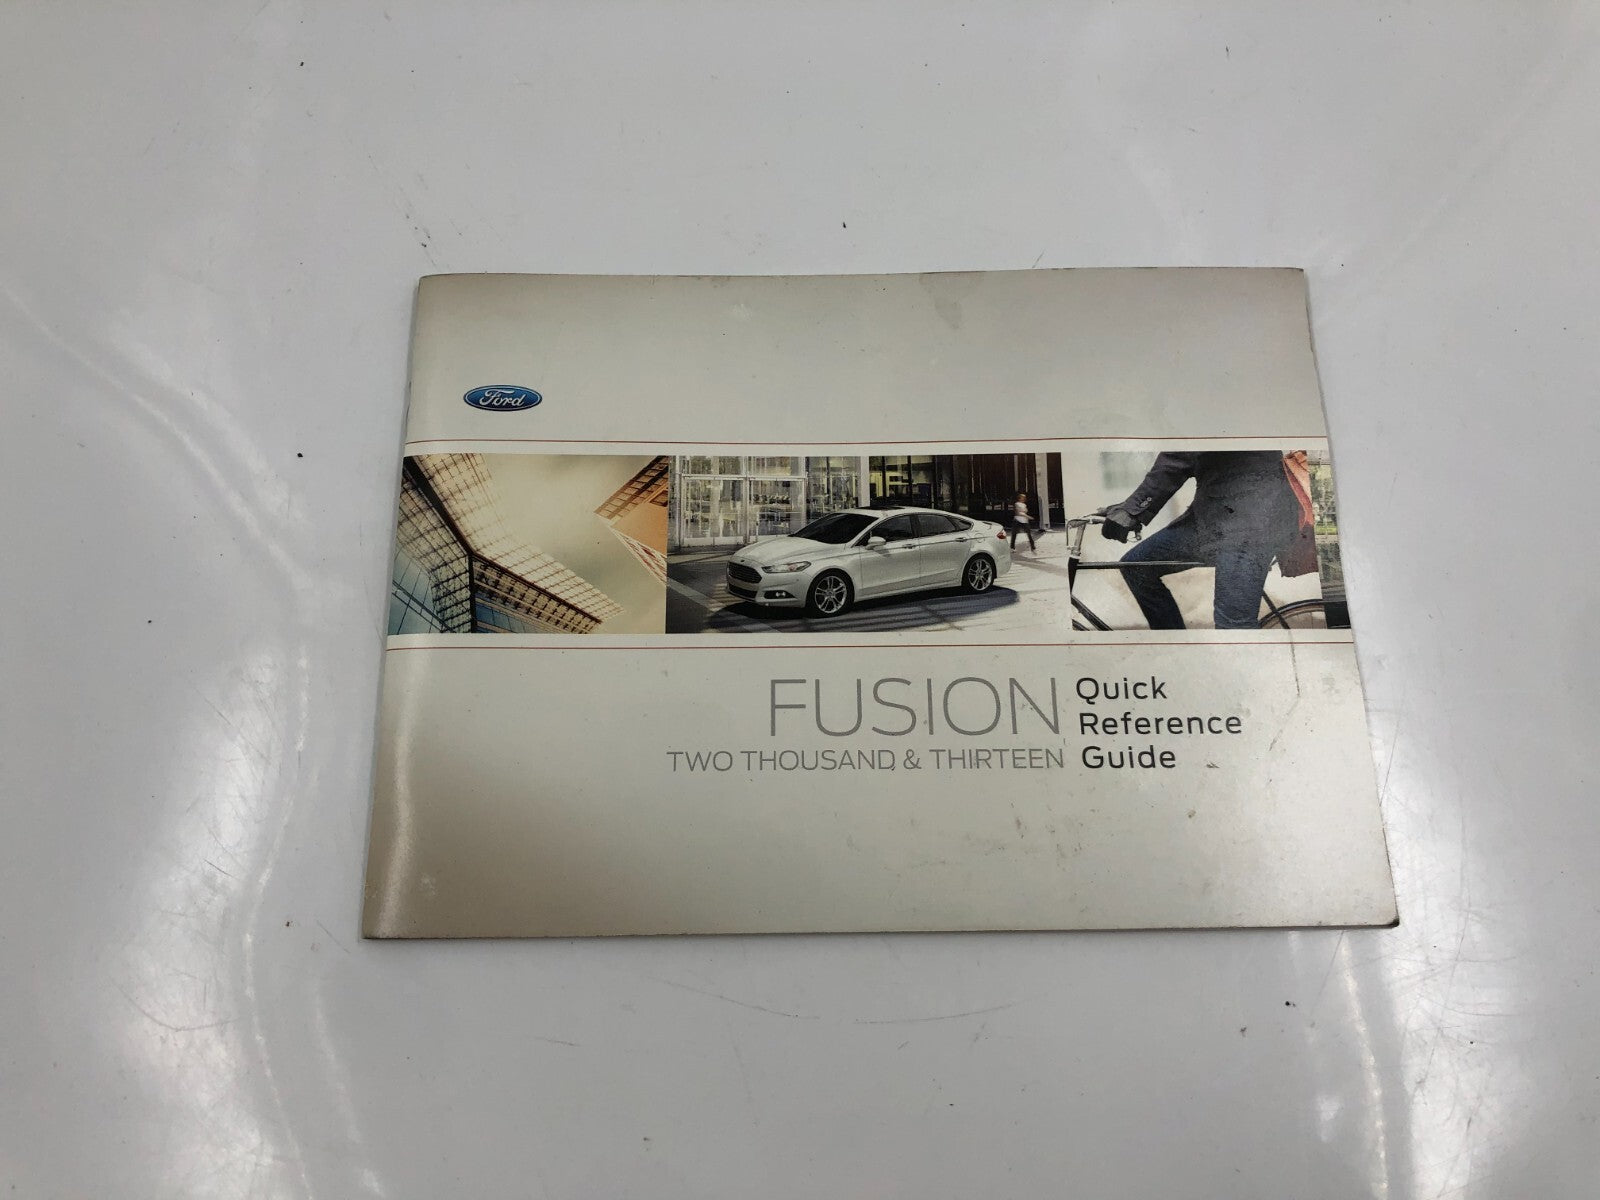 Ford
FUSION
TWO THOUSAND & THIRTEEN
Quick
Reference
Guide